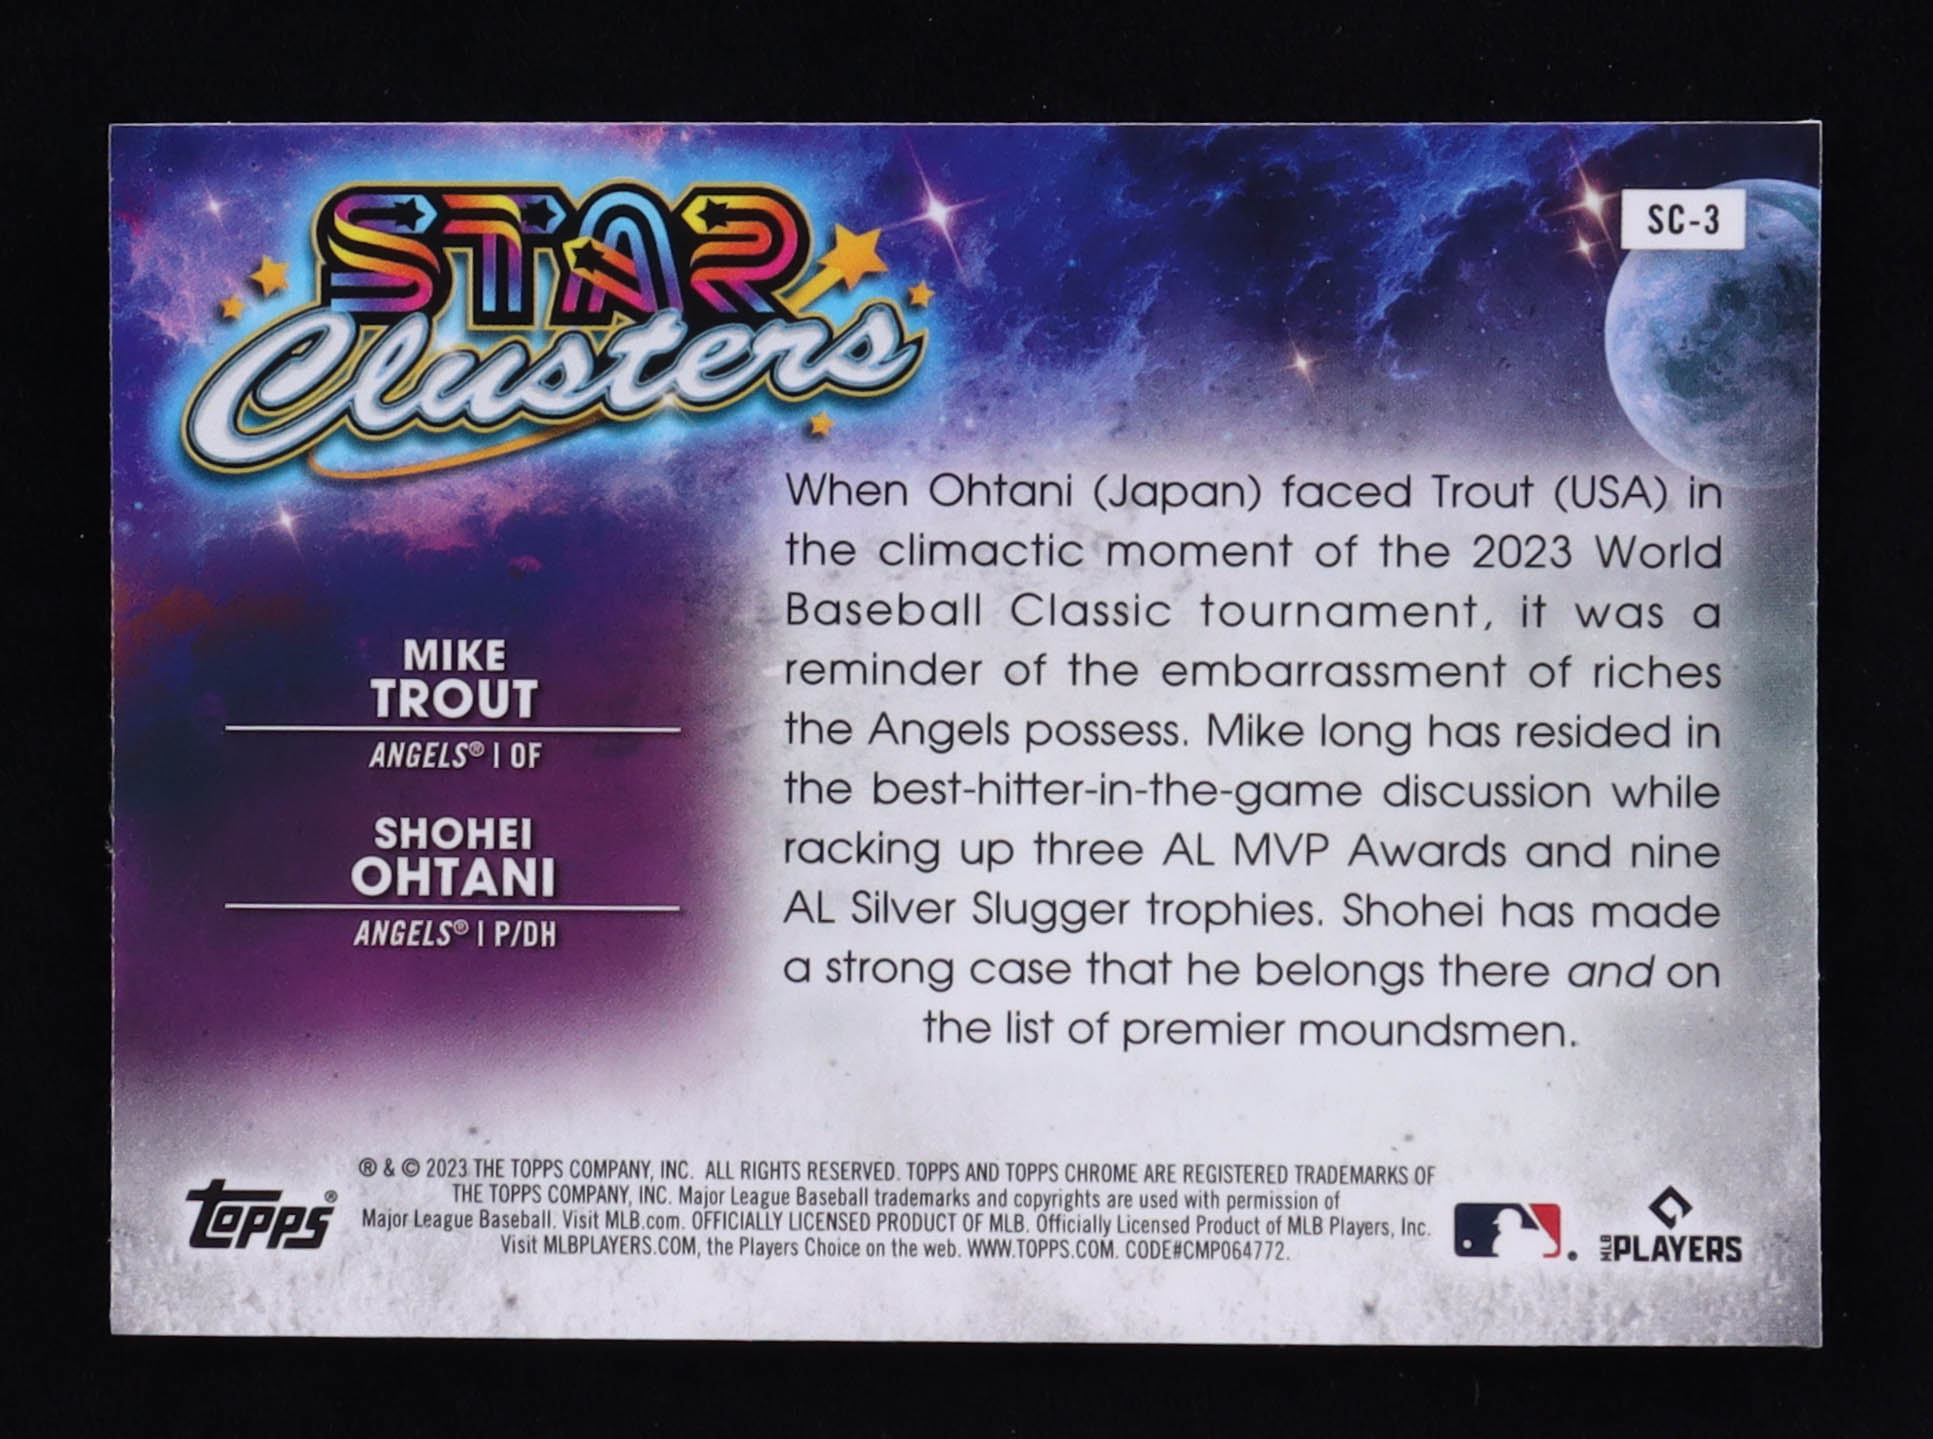 STAR
Clusters
SC-3
When Ohtani (Japan) faced Trout (USA) in
the climactic moment of the 2023 World
Baseball Classic tournament, it was a
reminder of the embarrassment of riches
the Angels possess. Mike long has resided in
the best-hitter-in-the-game discussion while
racking up three AL MVP Awards and nine
AL Silver Slugger trophies. Shohei has made
a strong case that he belongs there and on
the list of premier moundsmen.
MIKE
TROUT
ANGELS® | OF
SHOHEI
OHTANI
ANGELS® | P/DH
topps®
® & © 2023 THE TOPPS COMPANY, INC. ALL RIGHTS RESERVED. TOPPS AND TOPPS CHROME ARE REGISTERED TRADEMARKS OF
THE TOPPS COMPANY, INC. Major League Baseball trademarks and copyrights are used with permission of
Major League Baseball. Visit MLB.com. OFFICIALLY LICENSED PRODUCT OF MLB. Officially Licensed Product of MLB Players, Inc.
Visit MLBPLAYERS.COM, the Players Choice on the web. WWW.TOPPS.COM. CODE#CMP064772.
MLB PLAYERS